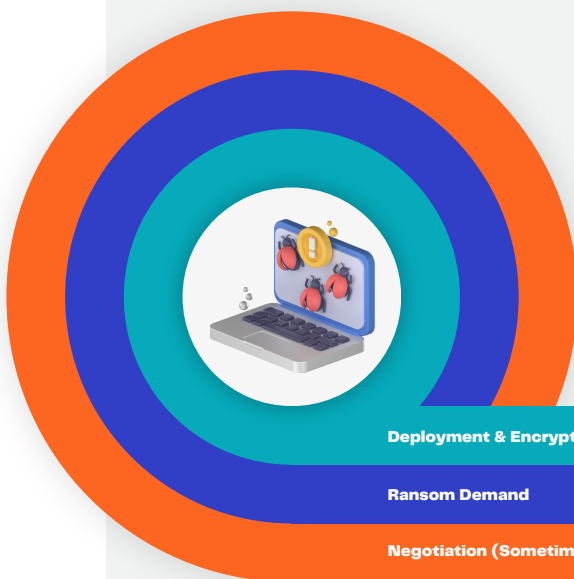 Deployment & Encrypt
Ransom Demand
Negotiation (Sometim